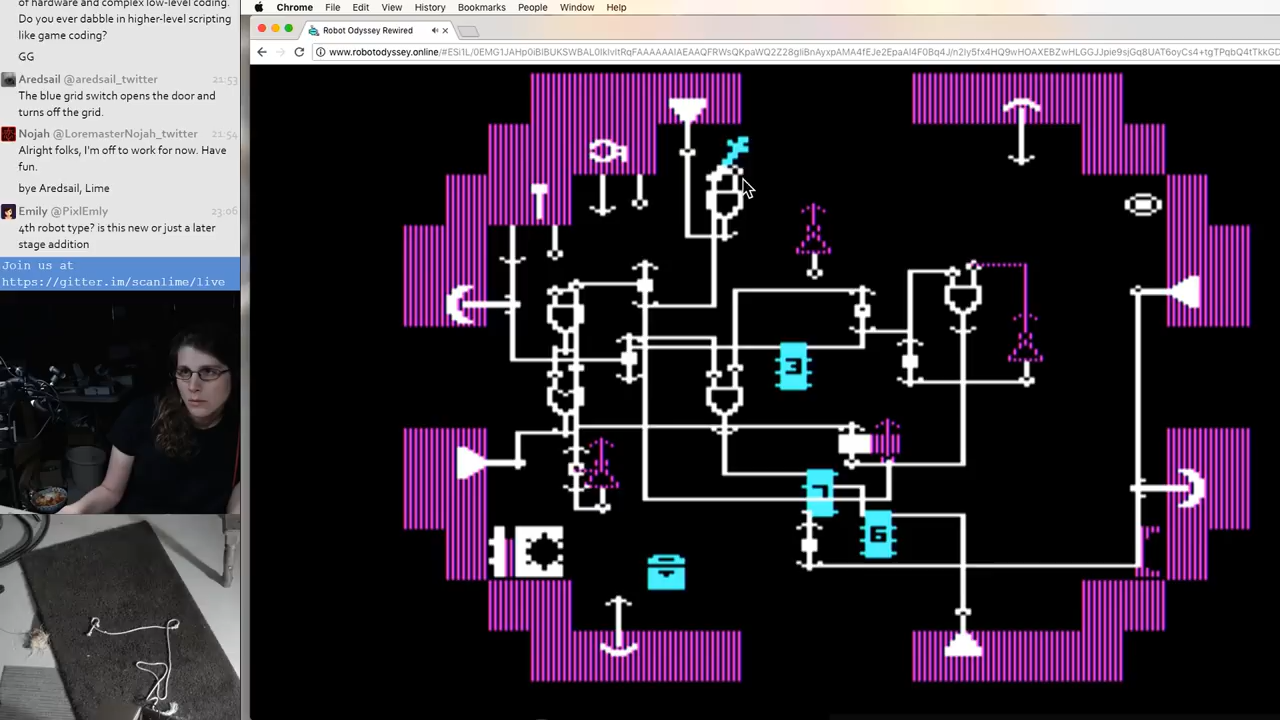 of hardware and complex low-level coding.
Do you ever dabble in higher-level scripting
like game coding?
GG
Aredsail @aredsail_twitter 21:53
The blue grid switch opens the door and
turns off the grid.
Nojah @LoremasterNojah_twitter 21:54
Alright folks, I'm off to work for now. Have
fun.
bye Aredsail, Lime
Emily @PixlEmly 23:06
4th robot type? is this new or just a later
stage addition
Join us at
https://gitter.im/scanlime/live
Chrome File Edit View History Bookmarks People Window Help
Robot Odyssey Rewired
3
6